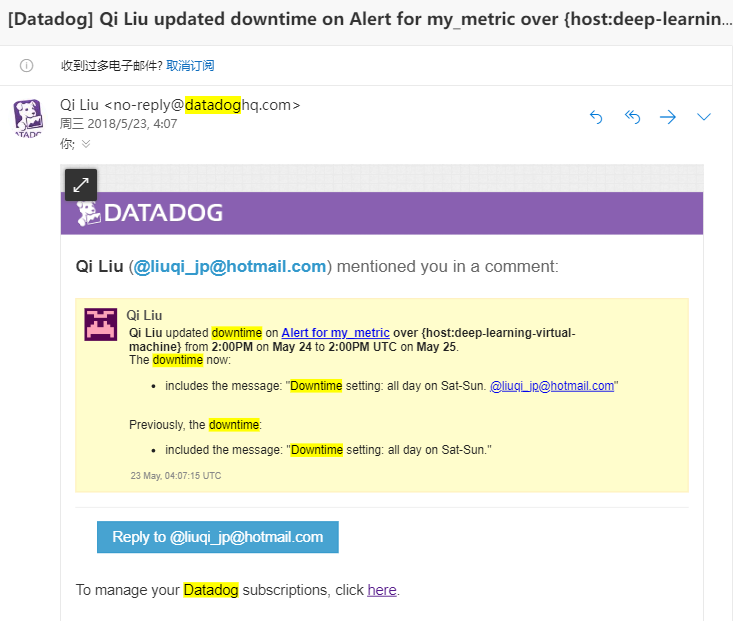 [Datadog] Qi Liu updated downtime on Alert for my_metric over {host:deep-learnin...
收到过多电子邮件? 取消订阅
Qi Liu <no-reply@datadoghq.com>
周三 2018/5/23, 4:07
你;
DATADOG
Qi Liu (@liuqi_jp@hotmail.com) mentioned you in a comment:
Qi Liu
Qi Liu updated downtime on Alert for my_metric over {host:deep-learning-virtual-
machine} from 2:00PM on May 24 to 2:00PM UTC on May 25.
The downtime now:
• includes the message: "Downtime setting: all day on Sat-Sun. @liuqi_jp@hotmail.com"
Previously, the downtime:
• included the message: "Downtime setting: all day on Sat-Sun."
23 May, 04:07:15 UTC
Reply to @liuqi_jp@hotmail.com
To manage your Datadog subscriptions, click here.